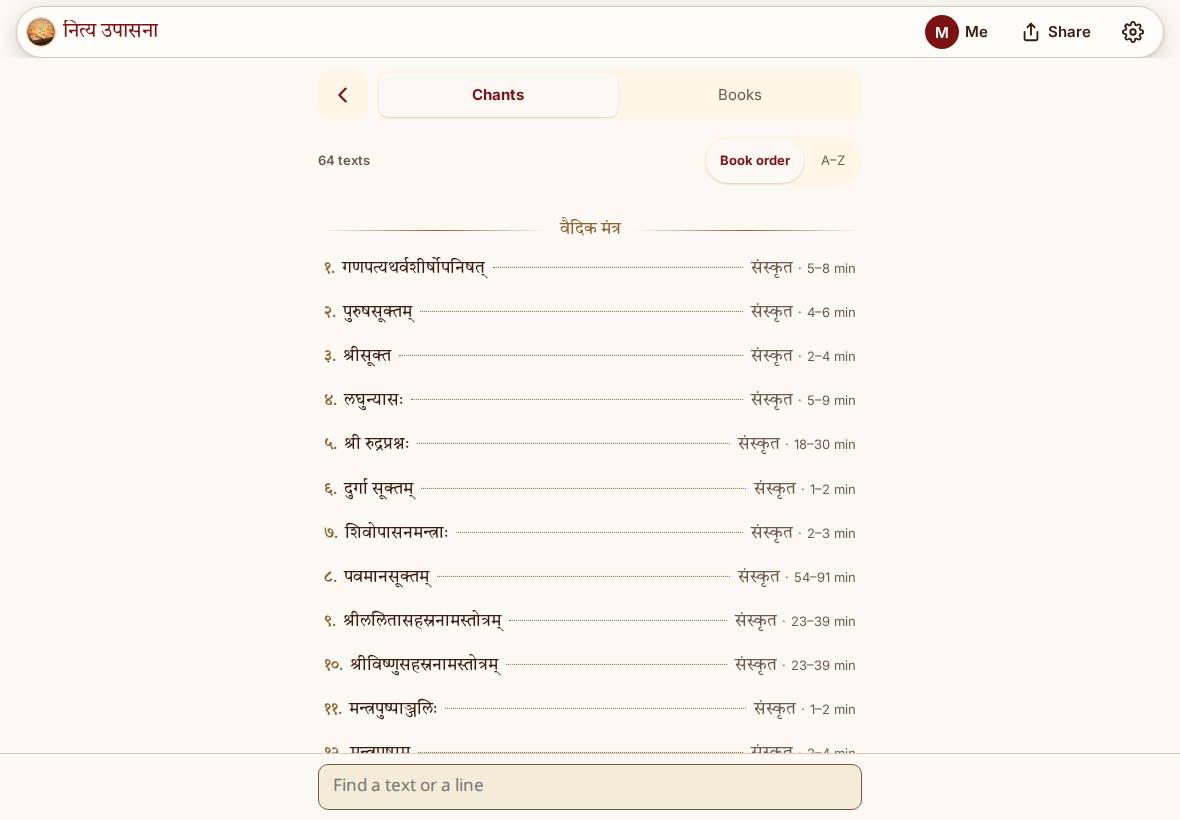 नित्य उपासना
M Me Share
Chants Books
64 texts Book order A–Z
वैदिक मंत्र
१. गणपत्यथर्वशीर्षोपनिषत् संस्कृत · 5–8 min
२. पुरुषसूक्तम् संस्कृत · 4–6 min
३. श्रीसूक्त संस्कृत · 2–4 min
४. लघुन्यासः संस्कृत · 5–9 min
५. श्री रुद्रप्रश्नः संस्कृत · 18–30 min
६. दुर्गा सूक्तम् संस्कृत · 1–2 min
७. शिवोपासनमन्त्राः संस्कृत · 2–3 min
८. पवमानसूक्तम् संस्कृत · 54–91 min
९. श्रीललितासहस्रनामस्तोत्रम् संस्कृत · 23–39 min
१०. श्रीविष्णुसहस्रनामस्तोत्रम् संस्कृत · 23–39 min
११. मन्त्रपुष्पाञ्जलिः संस्कृत · 1–2 min
Find a text or a line